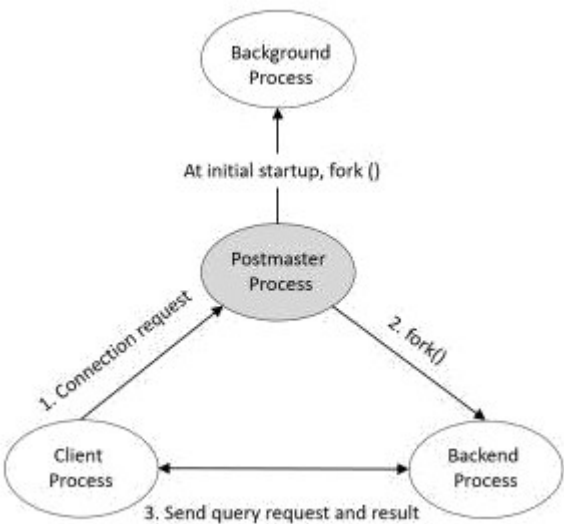 Background
Process
At initial startup, fork ()
Postmaster
Process
1. Connection request
2. fork()
Client
Process
Backend
Process
3. Send query request and result